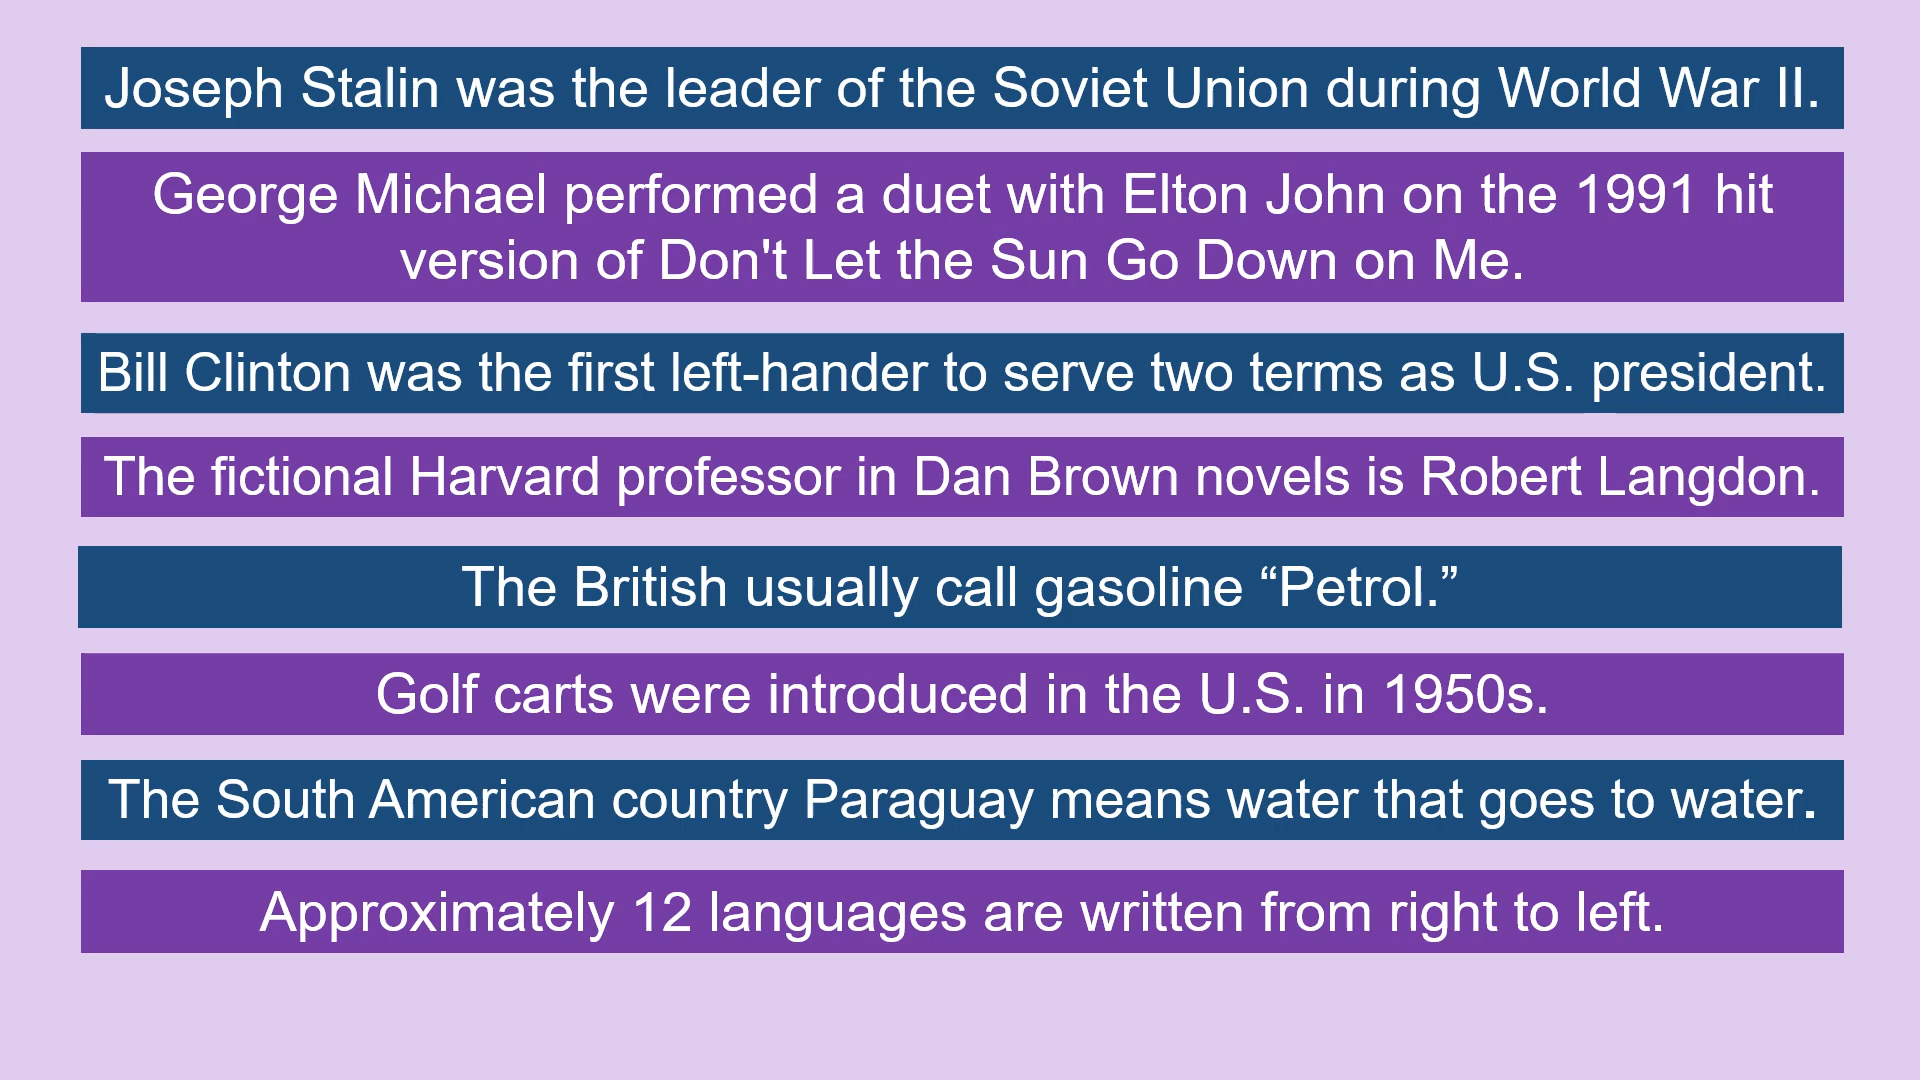 Joseph Stalin was the leader of the Soviet Union during World War II.
George Michael performed a duet with Elton John on the 1991 hit
version of Don't Let the Sun Go Down on Me.
Bill Clinton was the first left-hander to serve two terms as U.S. president.
The fictional Harvard professor in Dan Brown novels is Robert Langdon.
The British usually call gasoline “Petrol.”
Golf carts were introduced in the U.S. in 1950s.
The South American country Paraguay means water that goes to water.
Approximately 12 languages are written from right to left.